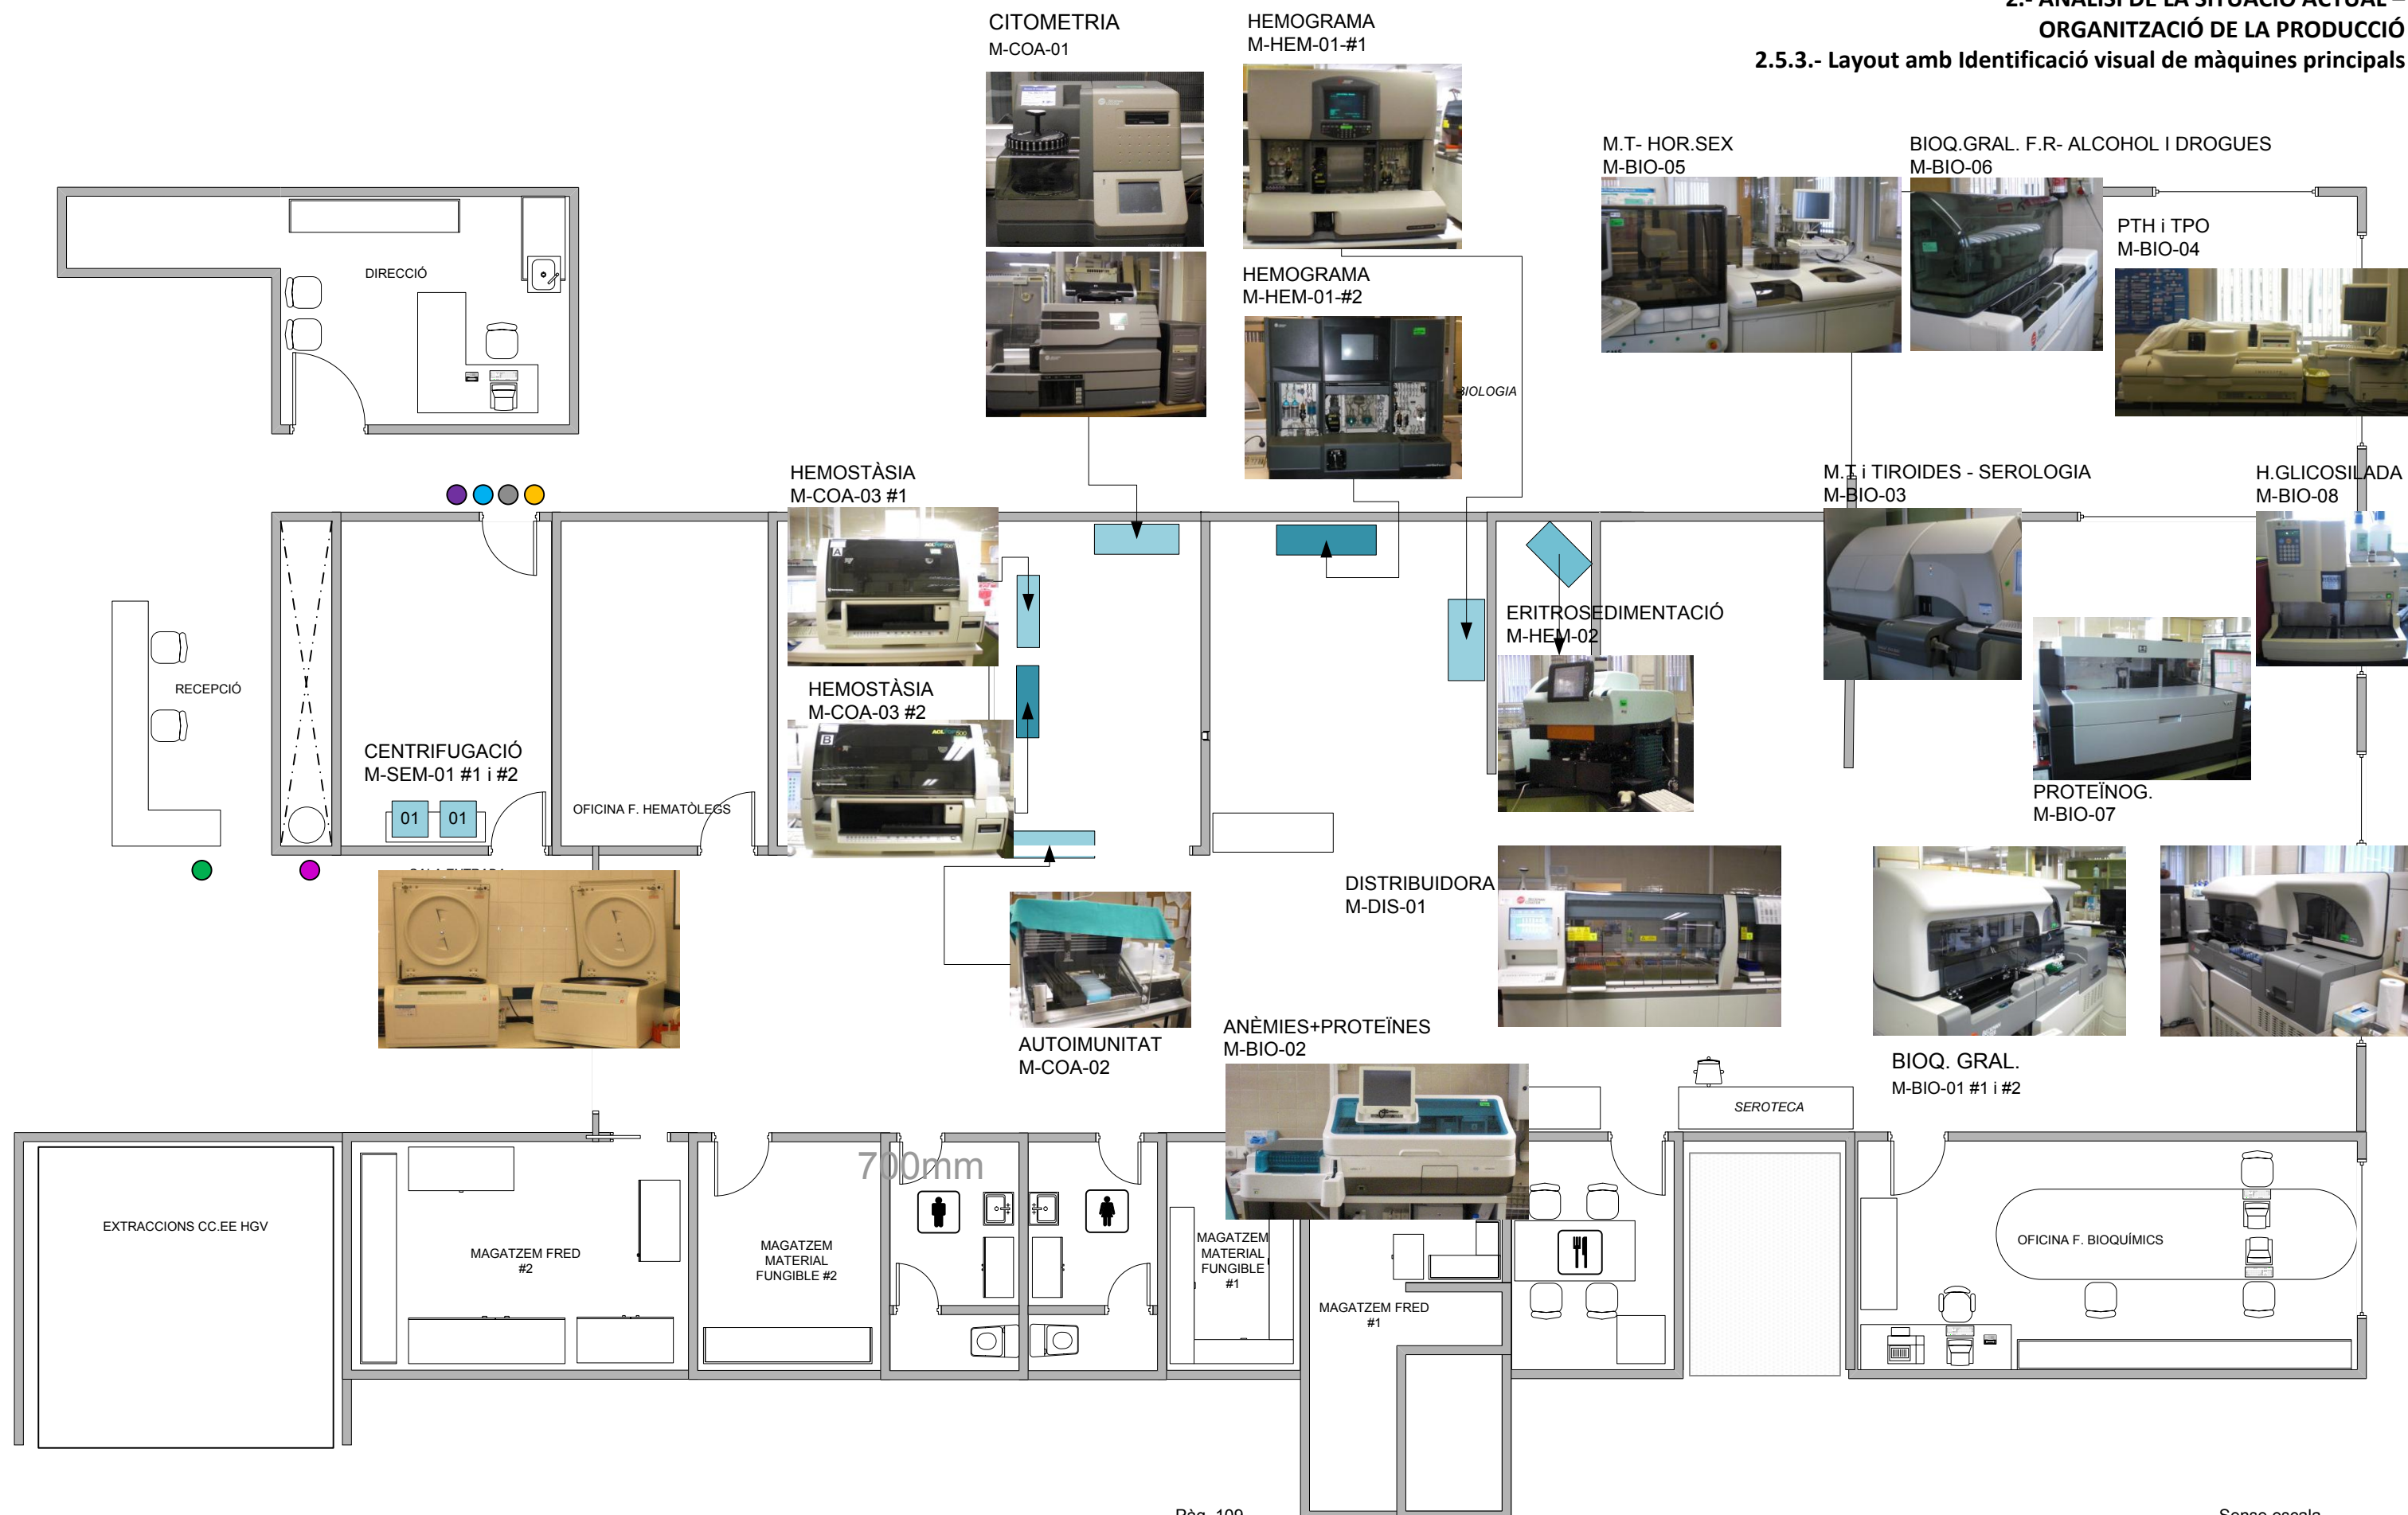 2.- ANÀLISI DE LA SITUACIÓ ACTUAL –
ORGANITZACIÓ DE LA PRODUCCIÓ
2.5.3.- Layout amb Identificació visual de màquines principals
CITOMETRIA
M-COA-01
HEMOGRAMA
M-HEM-01-#1
M.T- HOR.SEX
M-BIO-05
BIOQ.GRAL. F.R- ALCOHOL I DROGUES
M-BIO-06
PTH i TPO
M-BIO-04
DIRECCIÓ
HEMOGRAMA
M-HEM-01-#2
BIOLOGIA
HEMOSTÀSIA
M-COA-03 #1
M.T i TIROIDES - SEROLOGIA
M-BIO-03
H.GLICOSILADA
M-BIO-08
A
ERITROSEDIMENTACIÓ
M-HEM-02
RECEPCIÓ
HEMOSTÀSIA
M-COA-03 #2
B
CENTRIFUGACIÓ
M-SEM-01 #1 i #2
01 01
OFICINA F. HEMATÒLEGS
PROTEÏNOG.
M-BIO-07
DISTRIBUIDORA
M-DIS-01
AUTOIMUNITAT
M-COA-02
ANÈMIES+PROTEÏNES
M-BIO-02
BIOQ. GRAL.
M-BIO-01 #1 i #2
SEROTECA
700mm
EXTRACCIONS CC.EE HGV
MAGATZEM FRED
#2
MAGATZEM
MATERIAL
FUNGIBLE #2
MAGATZEM
MATERIAL
FUNGIBLE
#1
MAGATZEM FRED
#1
OFICINA F. BIOQUÍMICS
Pàg. 109
Sense escala